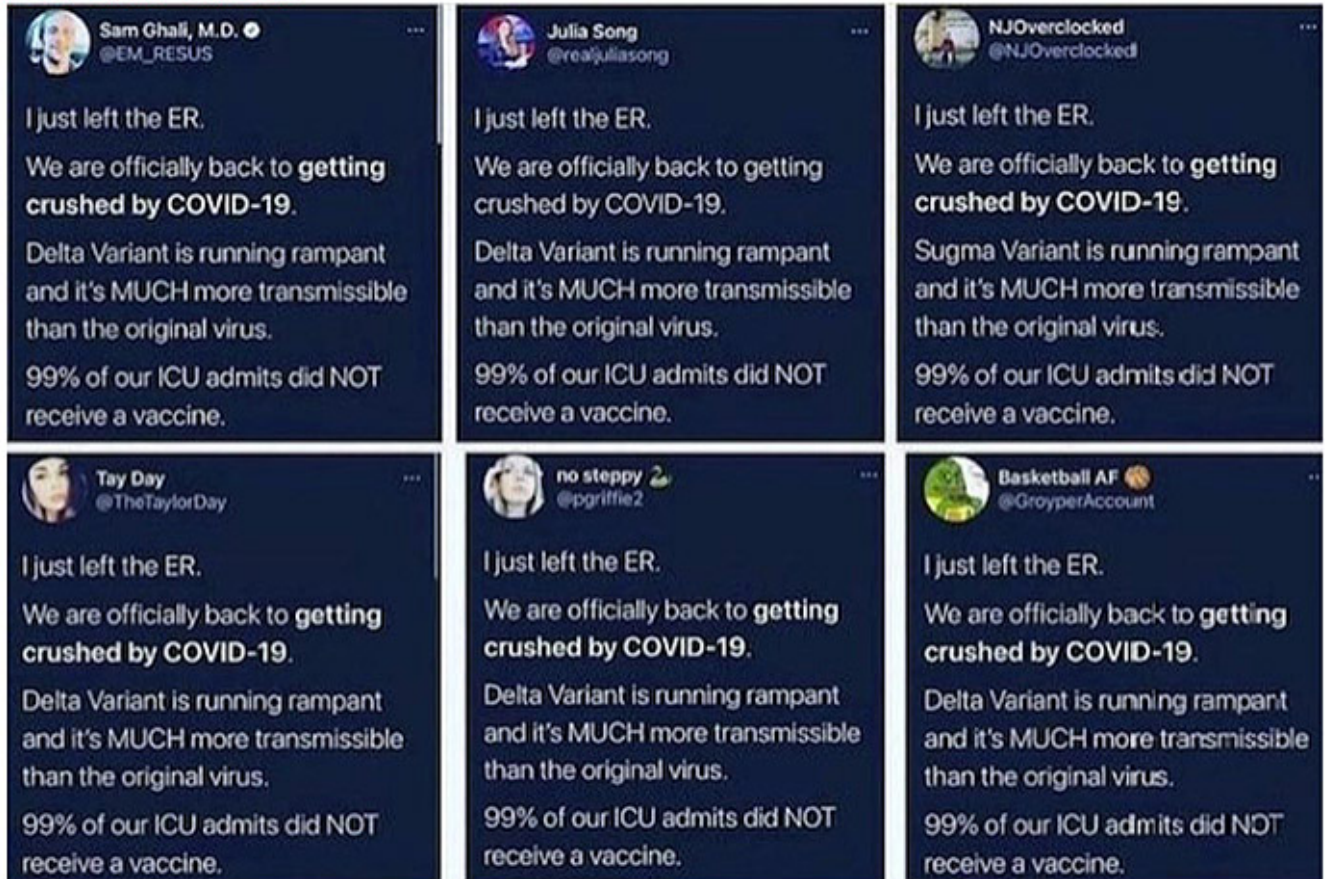 Sam Ghali, M.D.
@EM_RESUS
I just left the ER.
We are officially back to getting
crushed by COVID-19.
Delta Variant is running rampant
and it's MUCH more transmissible
than the original virus.
99% of our ICU admits did NOT
receive a vaccine.
Julia Song
@realjuliasong
I just left the ER.
We are officially back to getting
crushed by COVID-19.
Delta Variant is running rampant
and it's MUCH more transmissible
than the original virus.
99% of our ICU admits did NOT
receive a vaccine.
NJOverclocked
@NJOverclocked
I just left the ER.
We are officially back to getting
crushed by COVID-19.
Sugma Variant is running rampant
and it's MUCH more transmissible
than the original virus.
99% of our ICU admits did NOT
receive a vaccine.
Tay Day
@TheTaylorDay
I just left the ER.
We are officially back to getting
crushed by COVID-19.
Delta Variant is running rampant
and it's MUCH more transmissible
than the original virus.
99% of our ICU admits did NOT
receive a vaccine.
no steppy 🐍
@pgriffie2
I just left the ER.
We are officially back to getting
crushed by COVID-19.
Delta Variant is running rampant
and it's MUCH more transmissible
than the original virus.
99% of our ICU admits did NOT
receive a vaccine.
Basketball AF 🏀
@GroyperAccount
I just left the ER.
We are officially back to getting
crushed by COVID-19.
Delta Variant is running rampant
and it's MUCH more transmissible
than the original virus.
99% of our ICU admits did NOT
receive a vaccine.